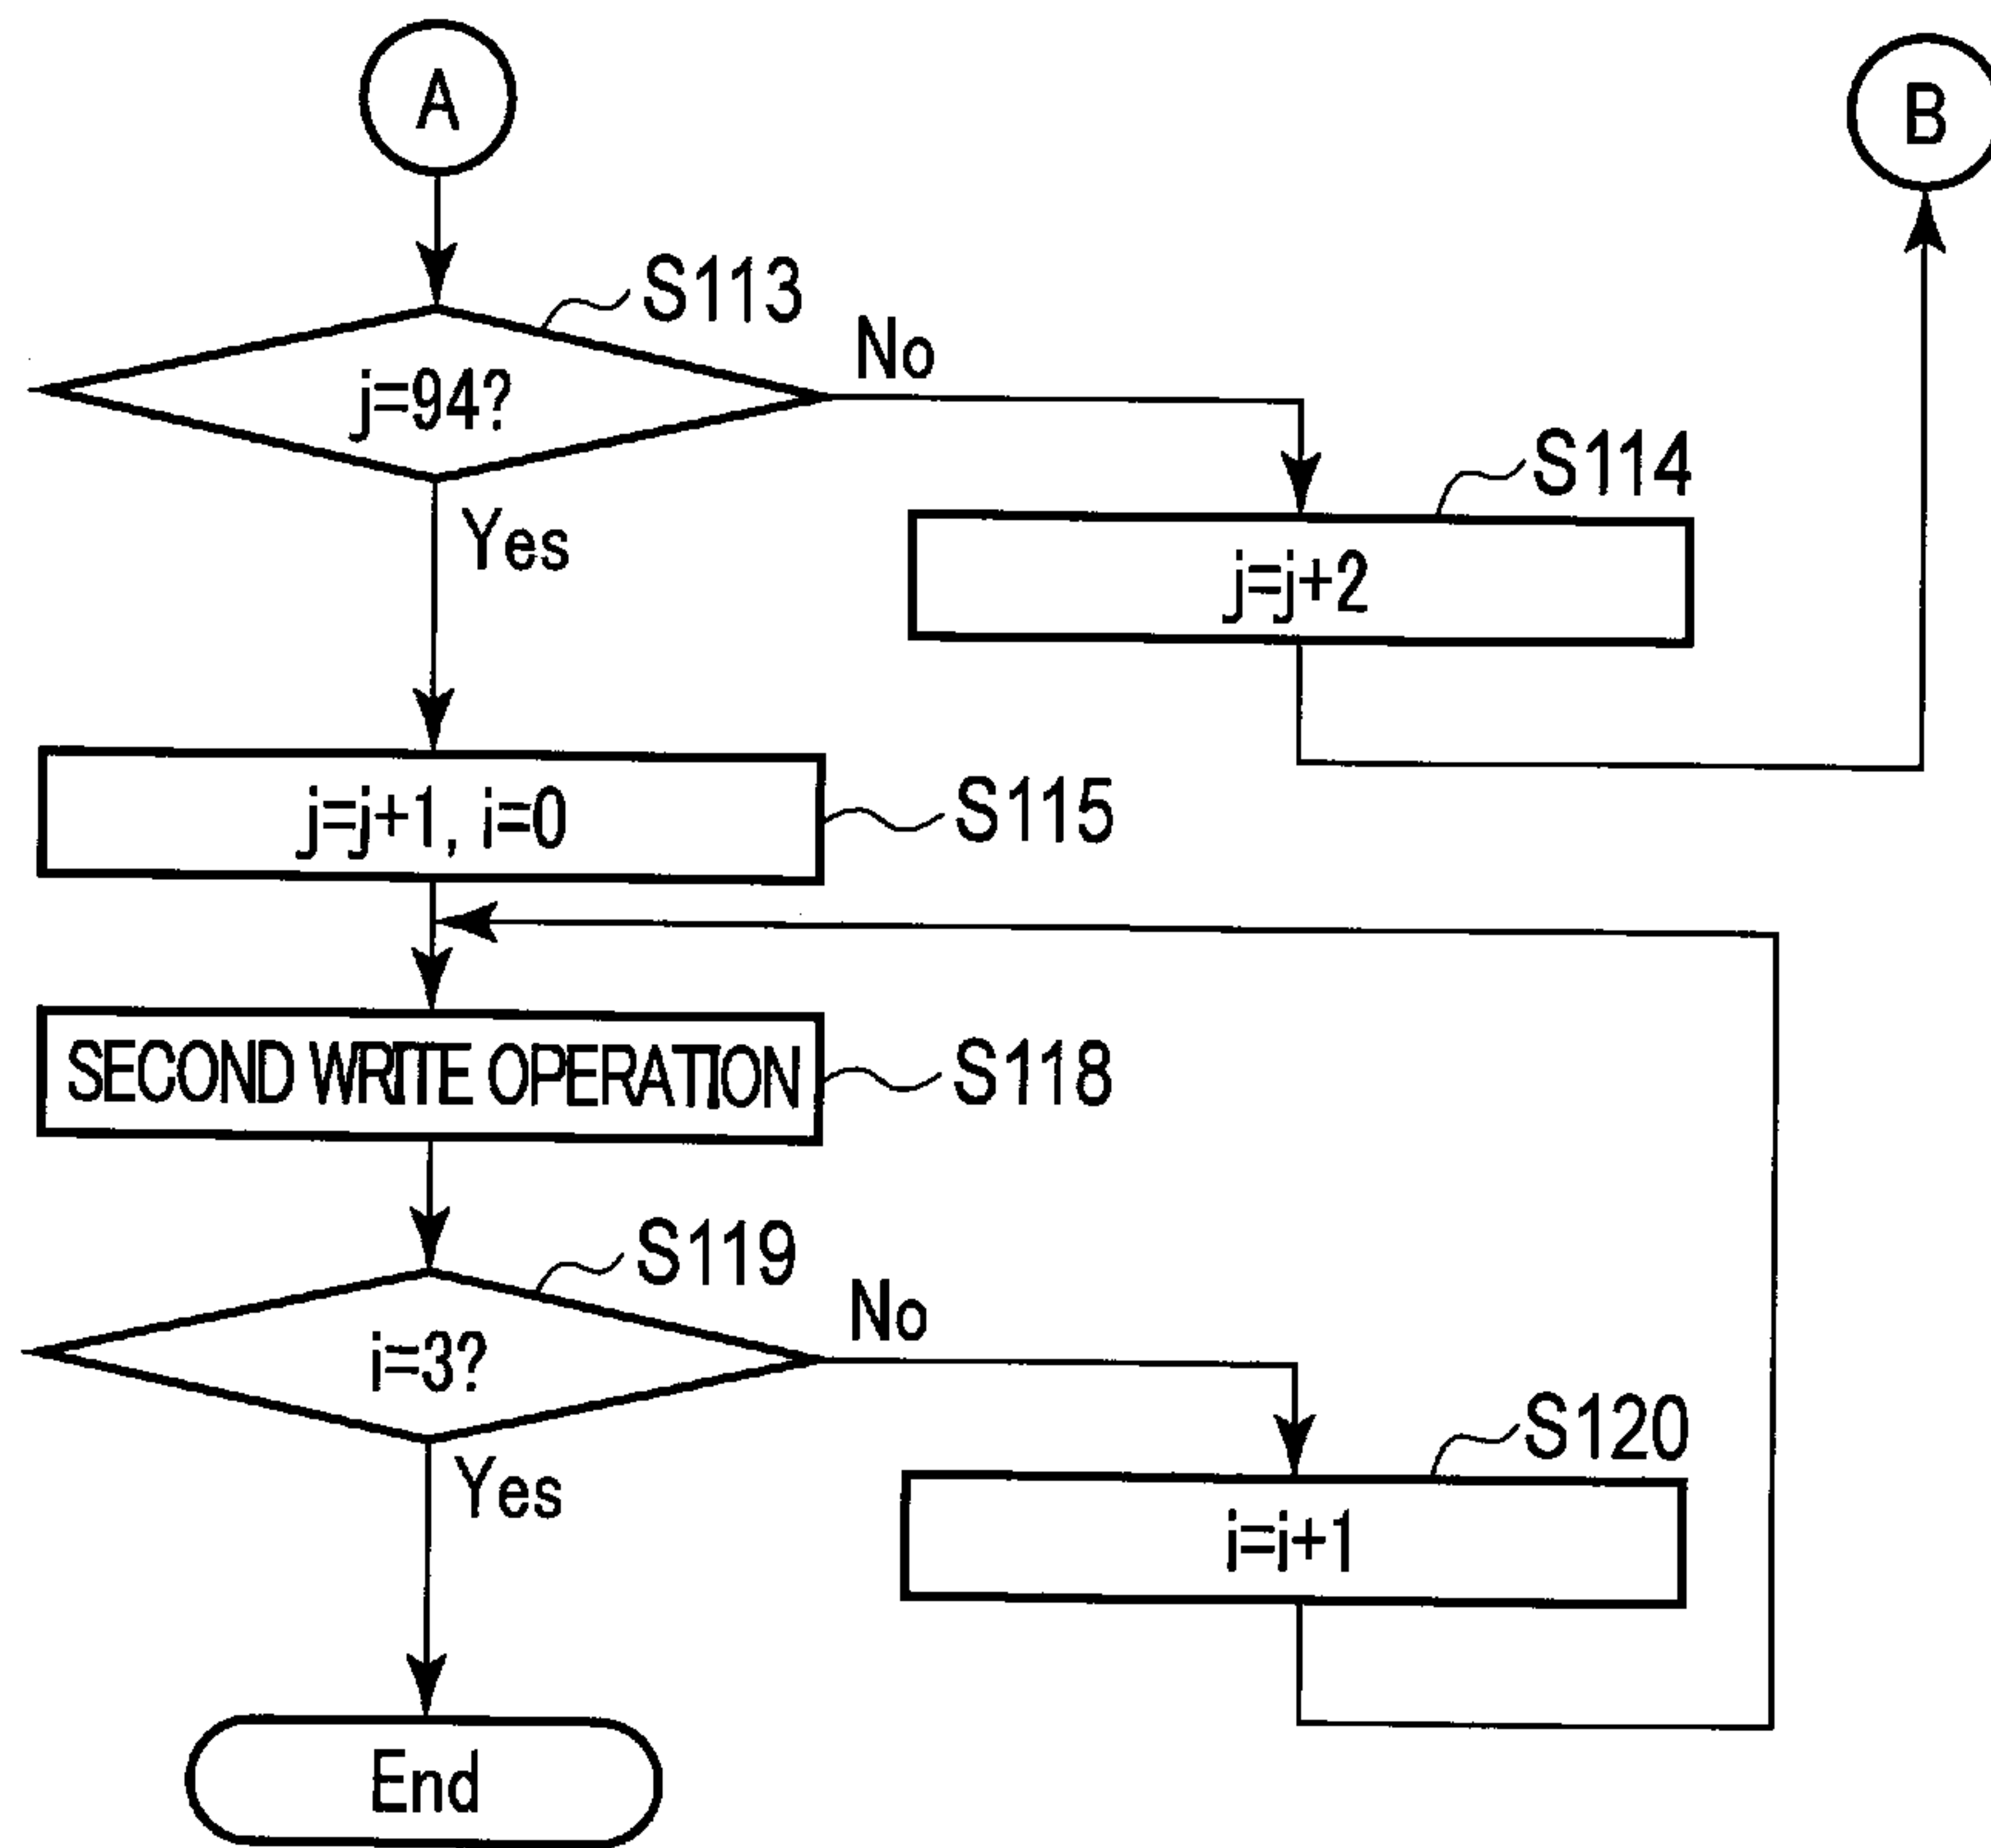 A
B
S113
j=94?
No
S114
Yes
j=j+2
j=j+1, i=0
S115
SECOND WRITE OPERATION
S118
S119
i=3?
No
S120
Yes
i=i+1
End